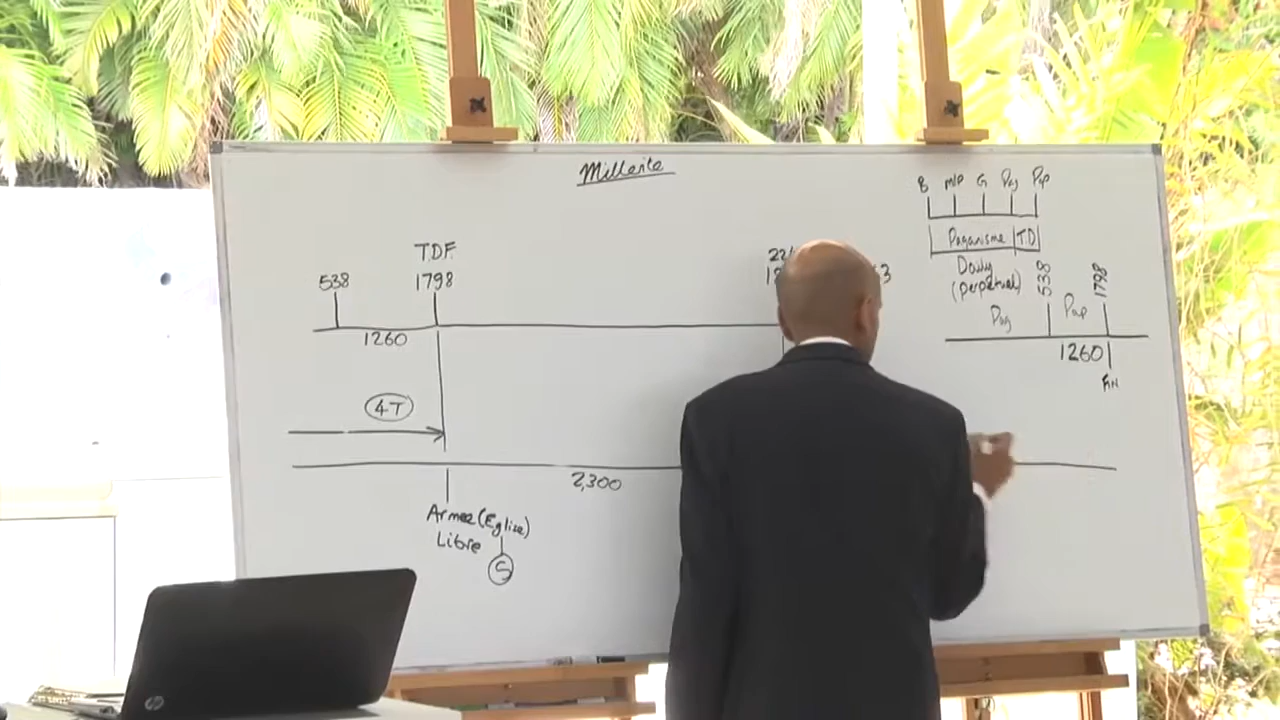 Millerite
TDF
538
1798
1260
4T
2,300
Armee (Eglise)
Libre
S
B M/P G Pag Pap
Paganisme TD
Daily
(perpetual)
538
1798
Pag
Pap
1260
FIN
hp